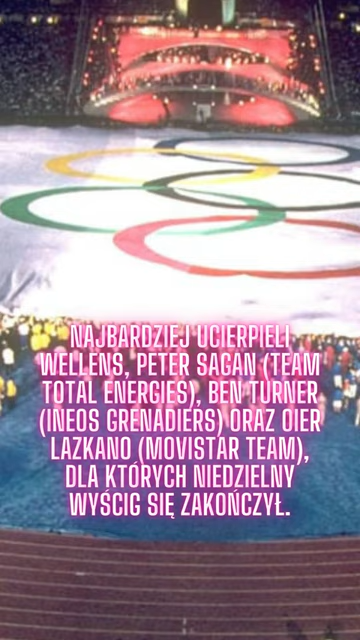 NAJBARDZIEJ UCIERPIELI
WELLENS, PETER SAGAN (TEAM
TOTAL ENERGIES), BEN TURNER
(INEOS GRENADIERS) ORAZ OIER
LAZKANO (MOVISTAR TEAM),
DLA KTÓRYCH NIEDZIELNY
WYŚCIG SIĘ ZAKOŃCZYŁ.